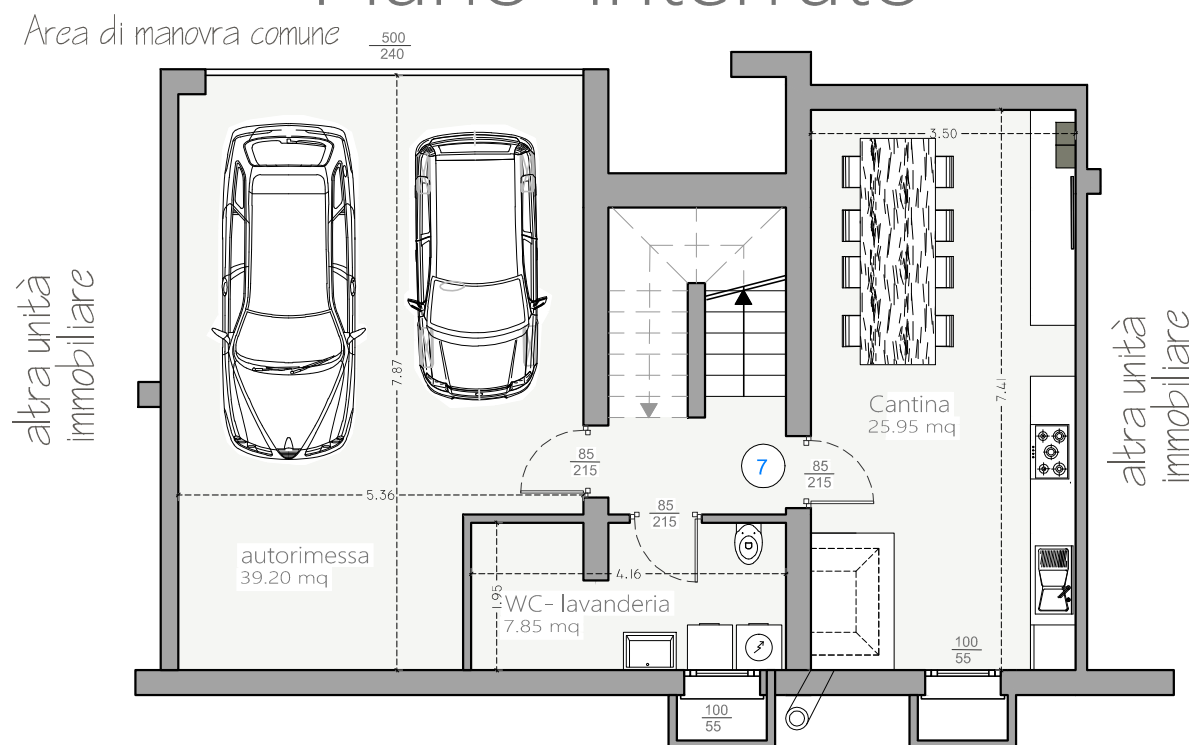 Piano Interrato
Area di manovra comune
500
240
3.50
altra unità
immobiliare
7.87
7.41
Cantina
25.95 mq
altra unità
immobiliare
85
215
7
85
215
5.36
85
215
autorimessa
39.20 mq
4.16
1.95
WC- lavanderia
7.85 mq
100
55
100
55